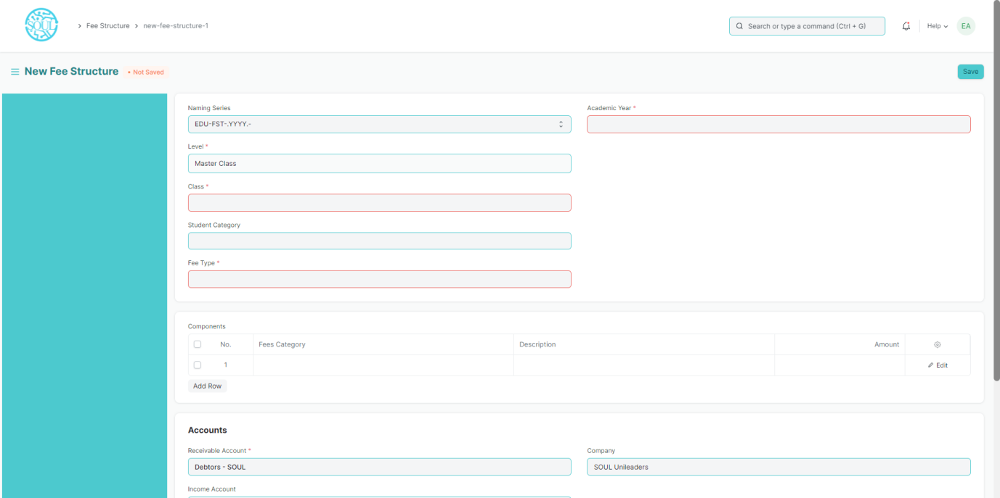 SOUL
Fee Structure
new-fee-structure-1
Search or type a command (Ctrl + G)
Help
EA
New Fee Structure
• Not Saved
Save
Naming Series
EDU-FST-.YYYY.-
Academic Year *
Level *
Master Class
Class *
Student Category
Fee Type *
Components
No.
Fees Category
Description
Amount
1
Edit
Add Row
Accounts
Receivable Account *
Debtors - SOUL
Company
SOUL Unileaders
Income Account